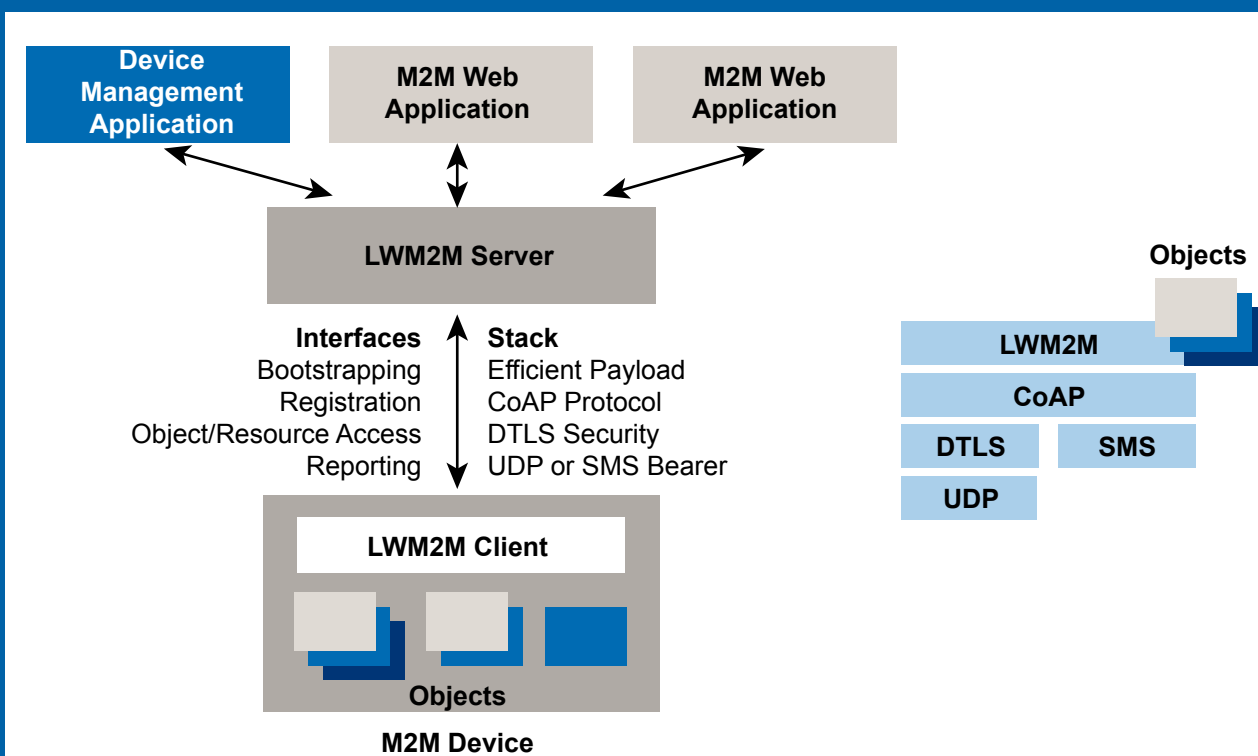 Device
Management
Application
M2M Web
Application
M2M Web
Application
LWM2M Server
Interfaces
Bootstrapping
Registration
Object/Resource Access
Reporting
Stack
Efficient Payload
CoAP Protocol
DTLS Security
UDP or SMS Bearer
LWM2M Client
Objects
M2M Device
Objects
LWM2M
CoAP
DTLS
SMS
UDP